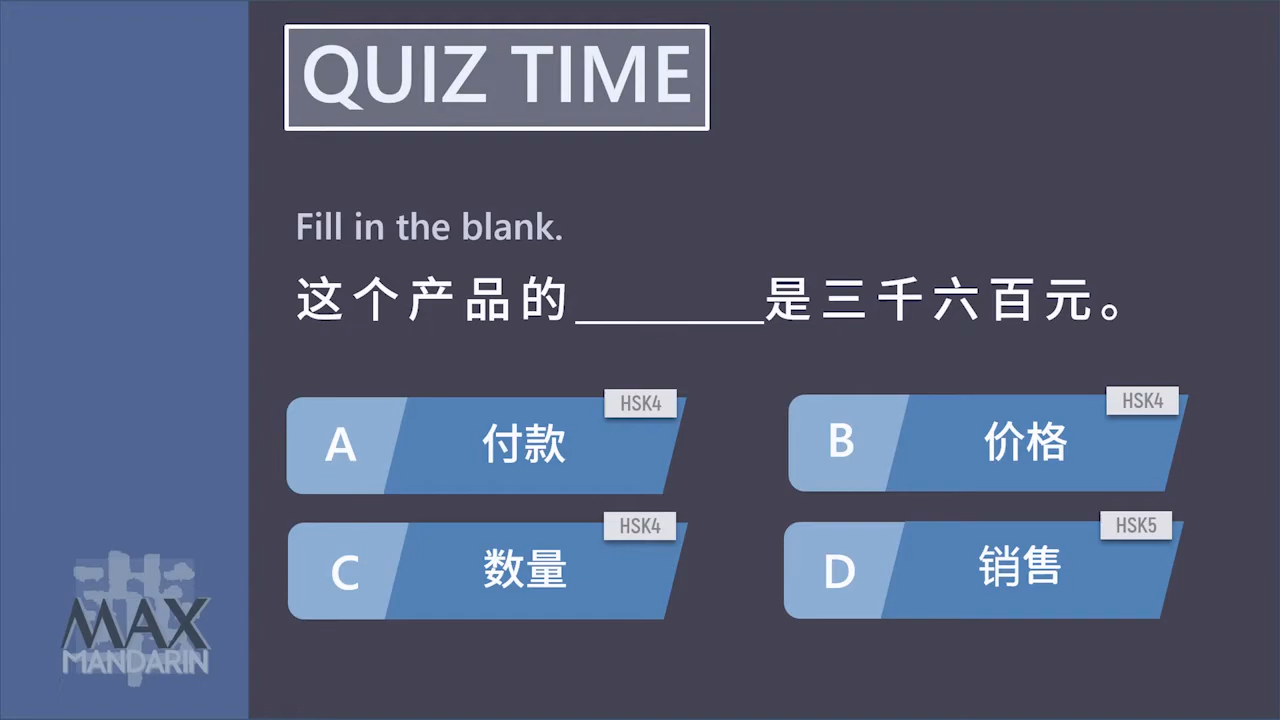 QUIZ TIME
Fill in the blank.
这个产品的________是三千六百元。
HSK4
A 付款
HSK4
B 价格
HSK4
C 数量
HSK5
D 销售
MAX
MANDARIN